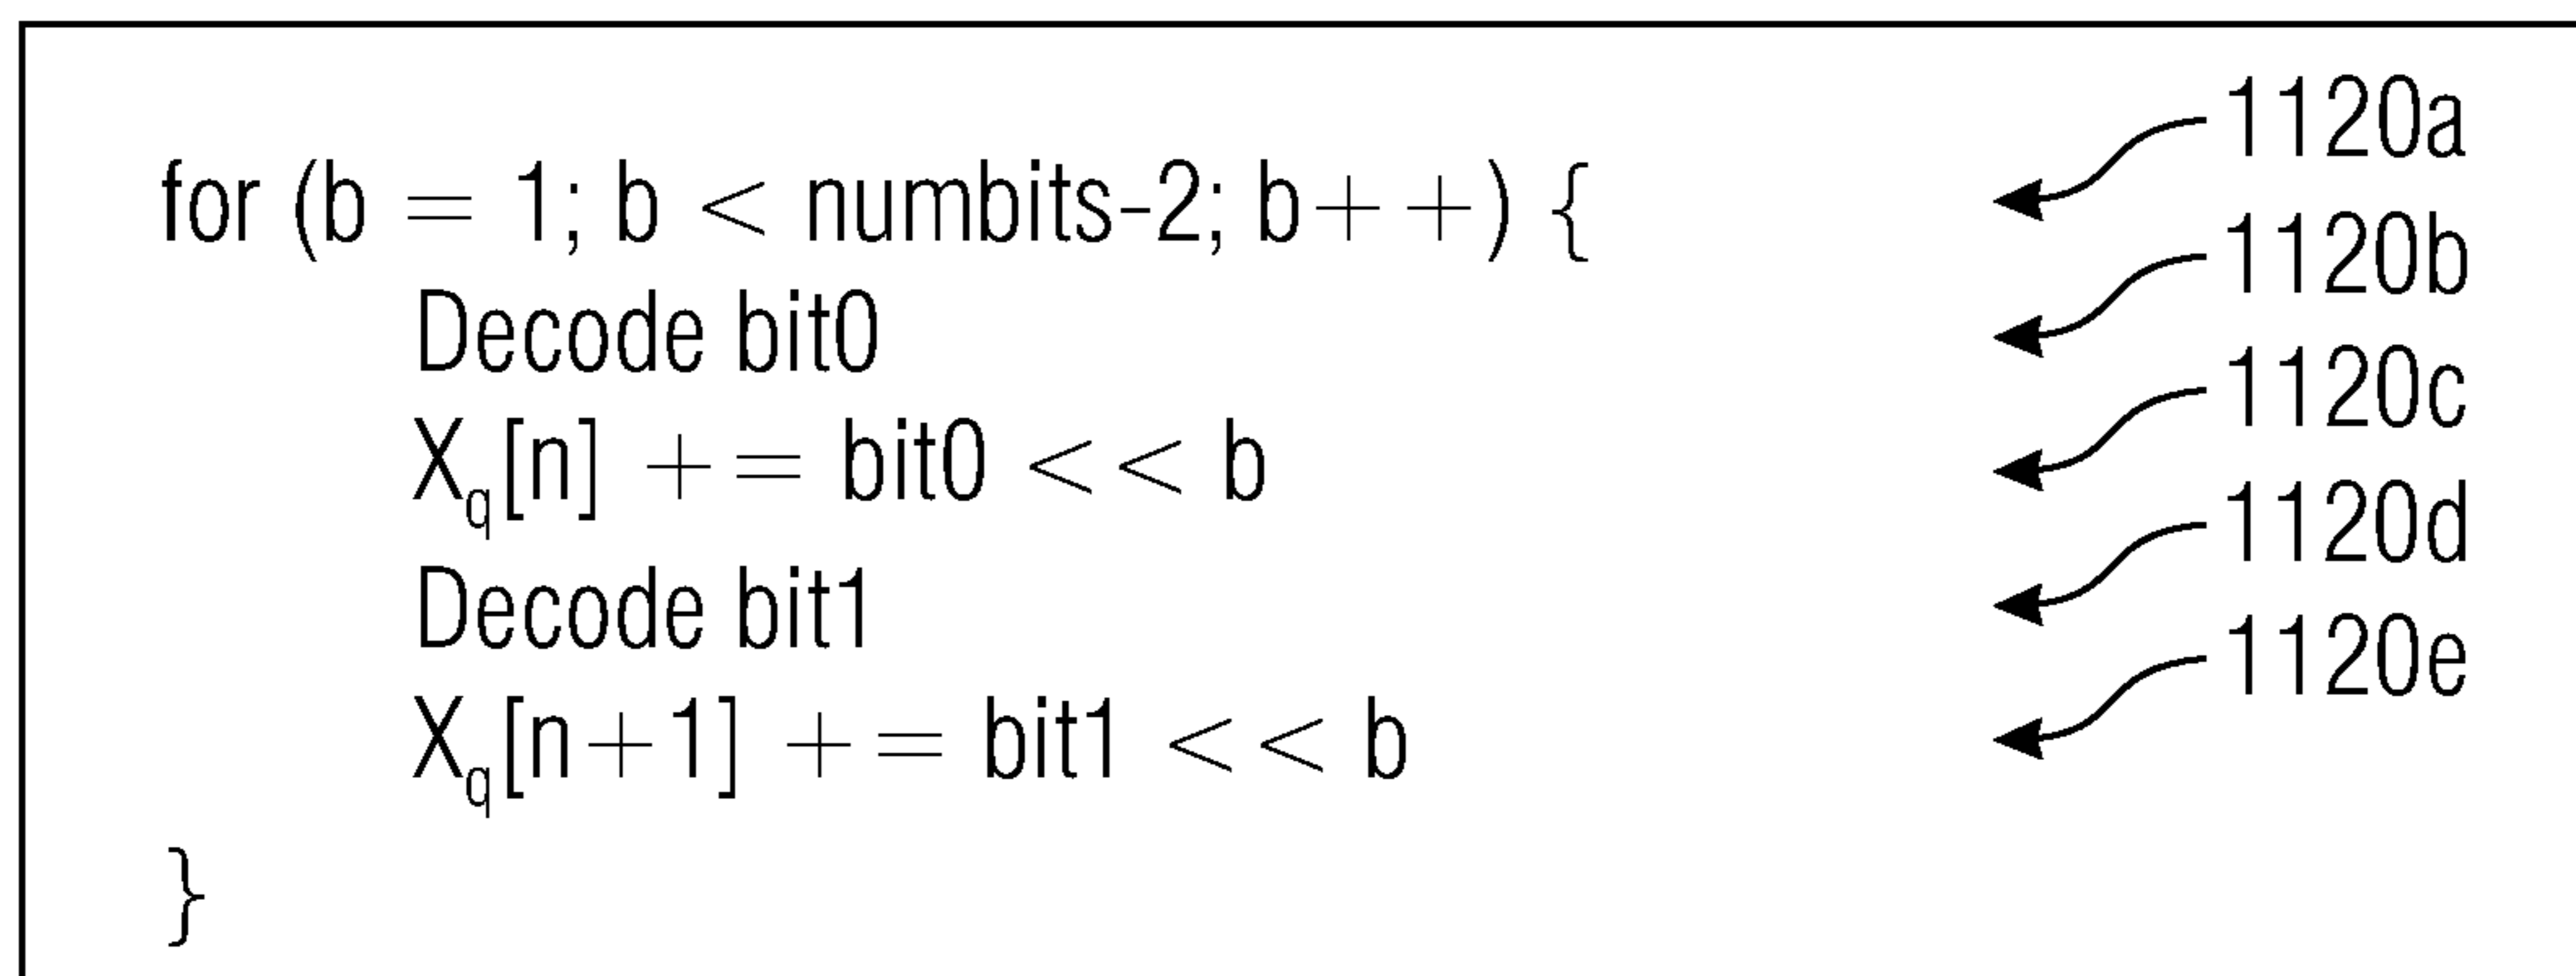 for (b = 1; b < numbits-2; b++) { 1120a
Decode bit0 1120b
Xq[n] += bit0 << b 1120c
Decode bit1 1120d
Xq[n+1] += bit1 << b 1120e
}